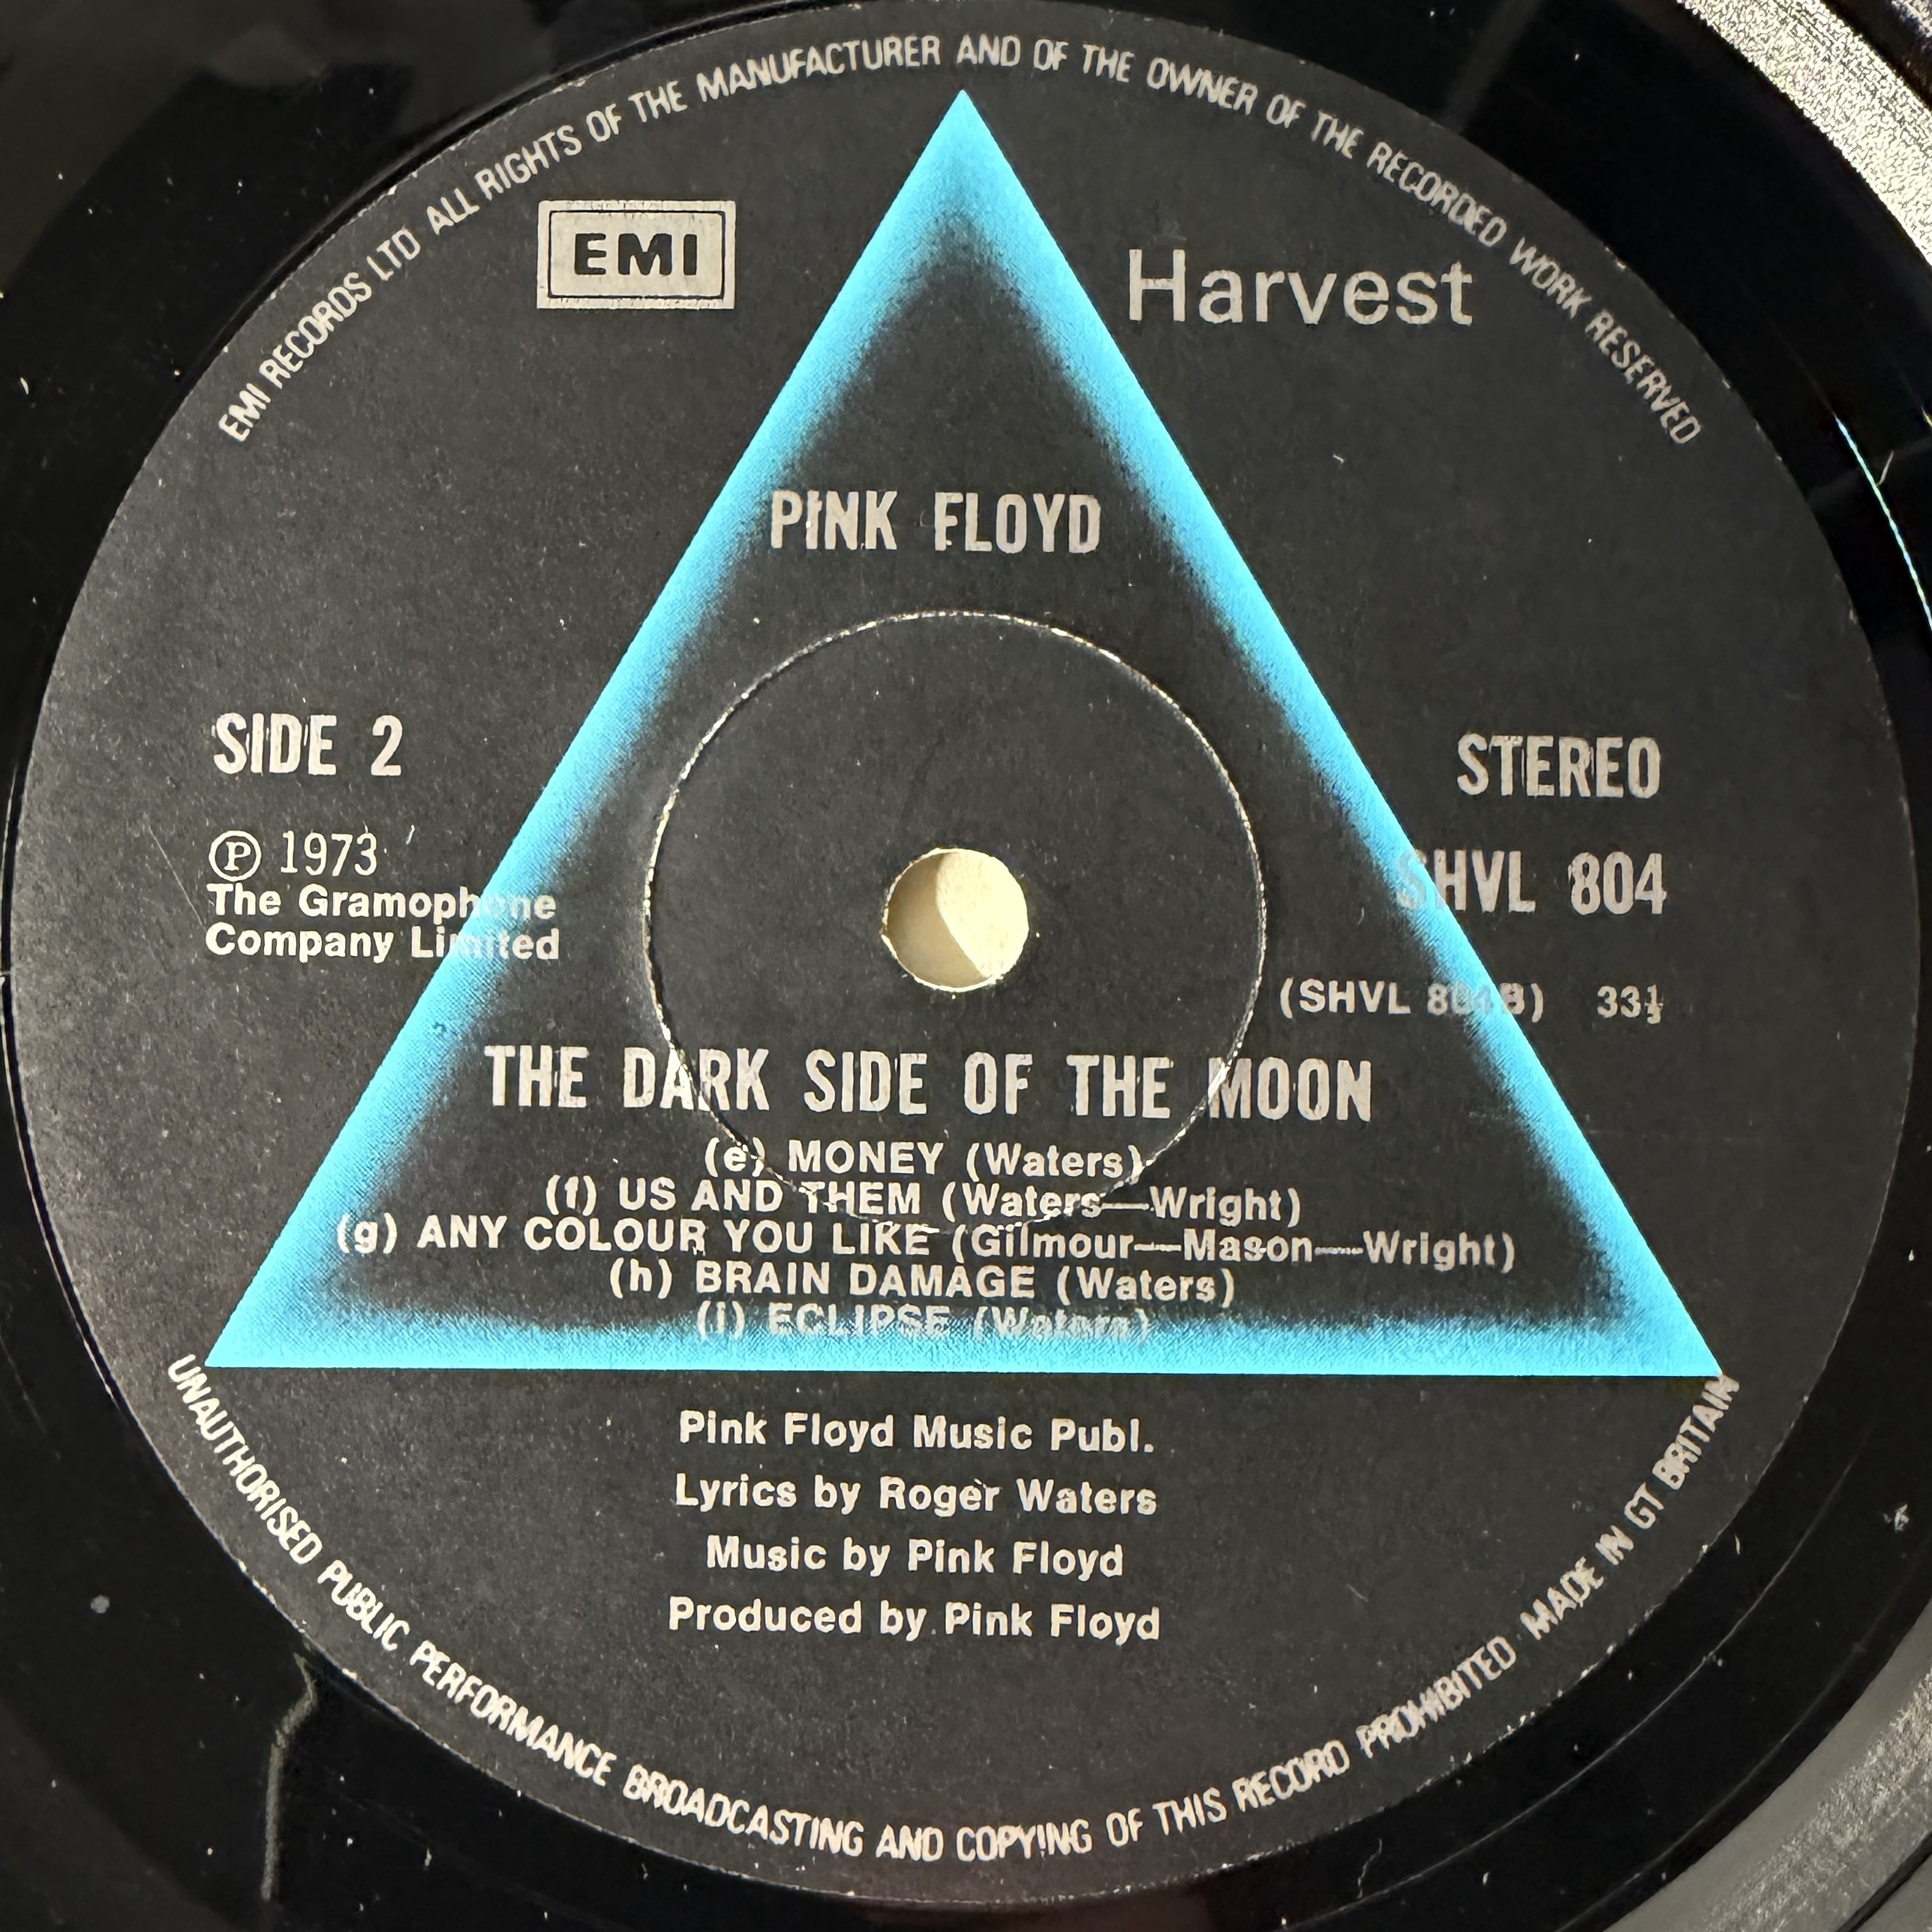 EMI RECORDS LTD ALL RIGHTS OF THE MANUFACTURER AND OF THE OWNER OF THE RECORDED WORK RESERVED
EMI
Harvest
PINK FLOYD
SIDE 2
STEREO
Ⓟ 1973
SHVL 804
The Gramophone
Company Limited
(SHVL 804B) 33⅓
THE DARK SIDE OF THE MOON
(e) MONEY (Waters)
(f) US AND THEM (Waters—Wright)
(g) ANY COLOUR YOU LIKE (Gilmour—Mason—Wright)
(h) BRAIN DAMAGE (Waters)
(i) ECLIPSE (Waters)
Pink Floyd Music Publ.
Lyrics by Roger Waters
Music by Pink Floyd
Produced by Pink Floyd
UNAUTHORISED PUBLIC PERFORMANCE BROADCASTING AND COPYING OF THIS RECORD PROHIBITED MADE IN GT BRITAIN